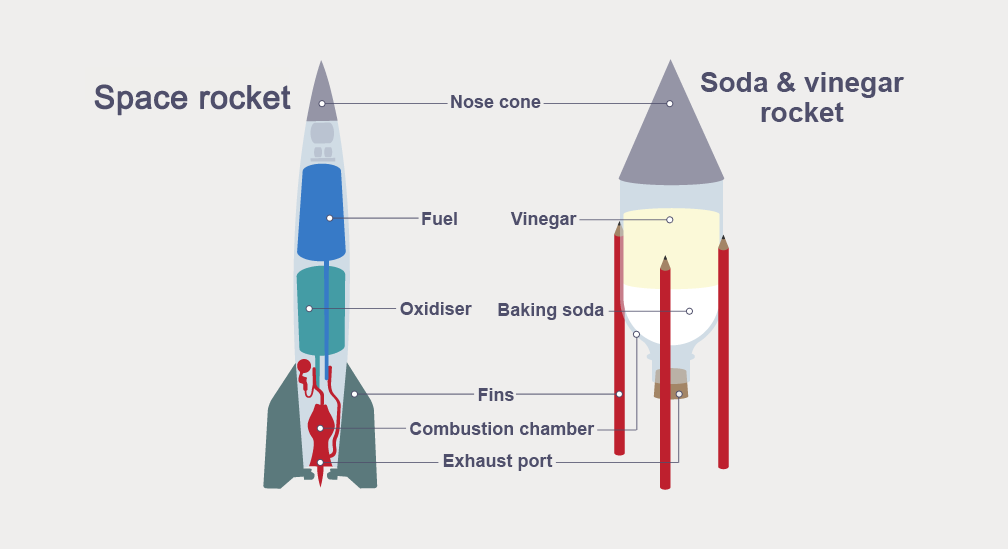 Space rocket
Soda & vinegar
rocket
Nose cone
Fuel
Vinegar
Oxidiser
Baking soda
Fins
Combustion chamber
Exhaust port